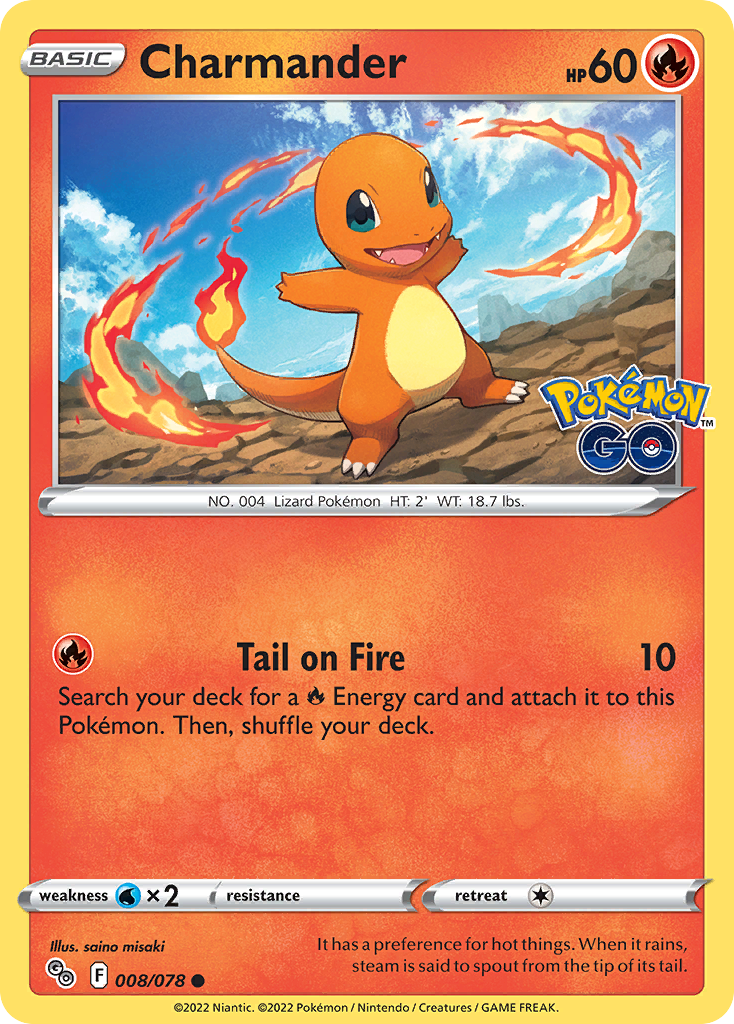 BASIC Charmander HP60
POKéMON
GO
TM
NO. 004 Lizard Pokémon HT: 2' WT: 18.7 lbs.
Tail on Fire 10
Search your deck for a Energy card and attach it to this
Pokémon. Then, shuffle your deck.
weakness ×2 resistance retreat
Illus. saino misaki
It has a preference for hot things. When it rains,
steam is said to spout from the tip of its tail.
GO F 008/078
©2022 Niantic. ©2022 Pokémon / Nintendo / Creatures / GAME FREAK.